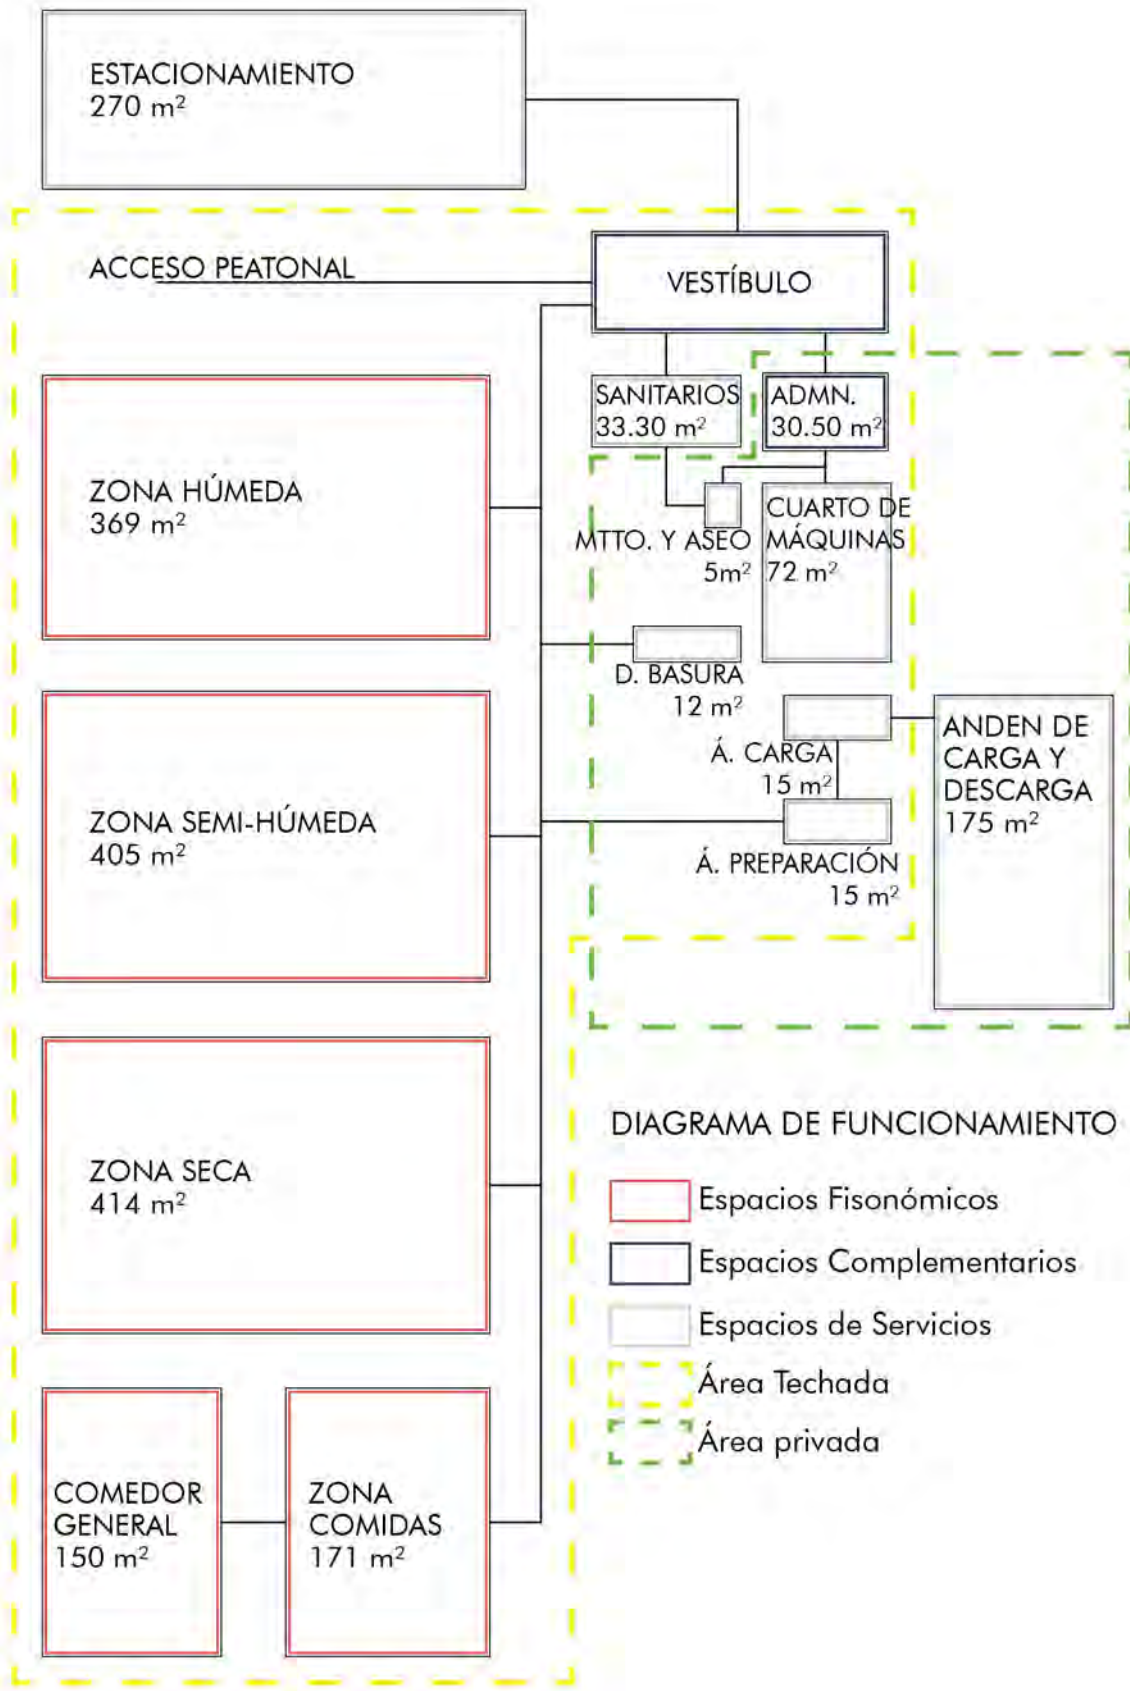 ESTACIONAMIENTO
270 m²
ACCESO PEATONAL
VESTÍBULO
SANITARIOS
33.30 m²
ADMN.
30.50 m²
ZONA HÚMEDA
369 m²
MTTO. Y ASEO
5m²
CUARTO DE
MÁQUINAS
72 m²
D. BASURA
12 m²
Á. CARGA
15 m²
ANDEN DE
CARGA Y
DESCARGA
175 m²
ZONA SEMI-HÚMEDA
405 m²
Á. PREPARACIÓN
15 m²
ZONA SECA
414 m²
COMEDOR
GENERAL
150 m²
ZONA
COMIDAS
171 m²
DIAGRAMA DE FUNCIONAMIENTO
Espacios Fisonómicos
Espacios Complementarios
Espacios de Servicios
Área Techada
Área privada